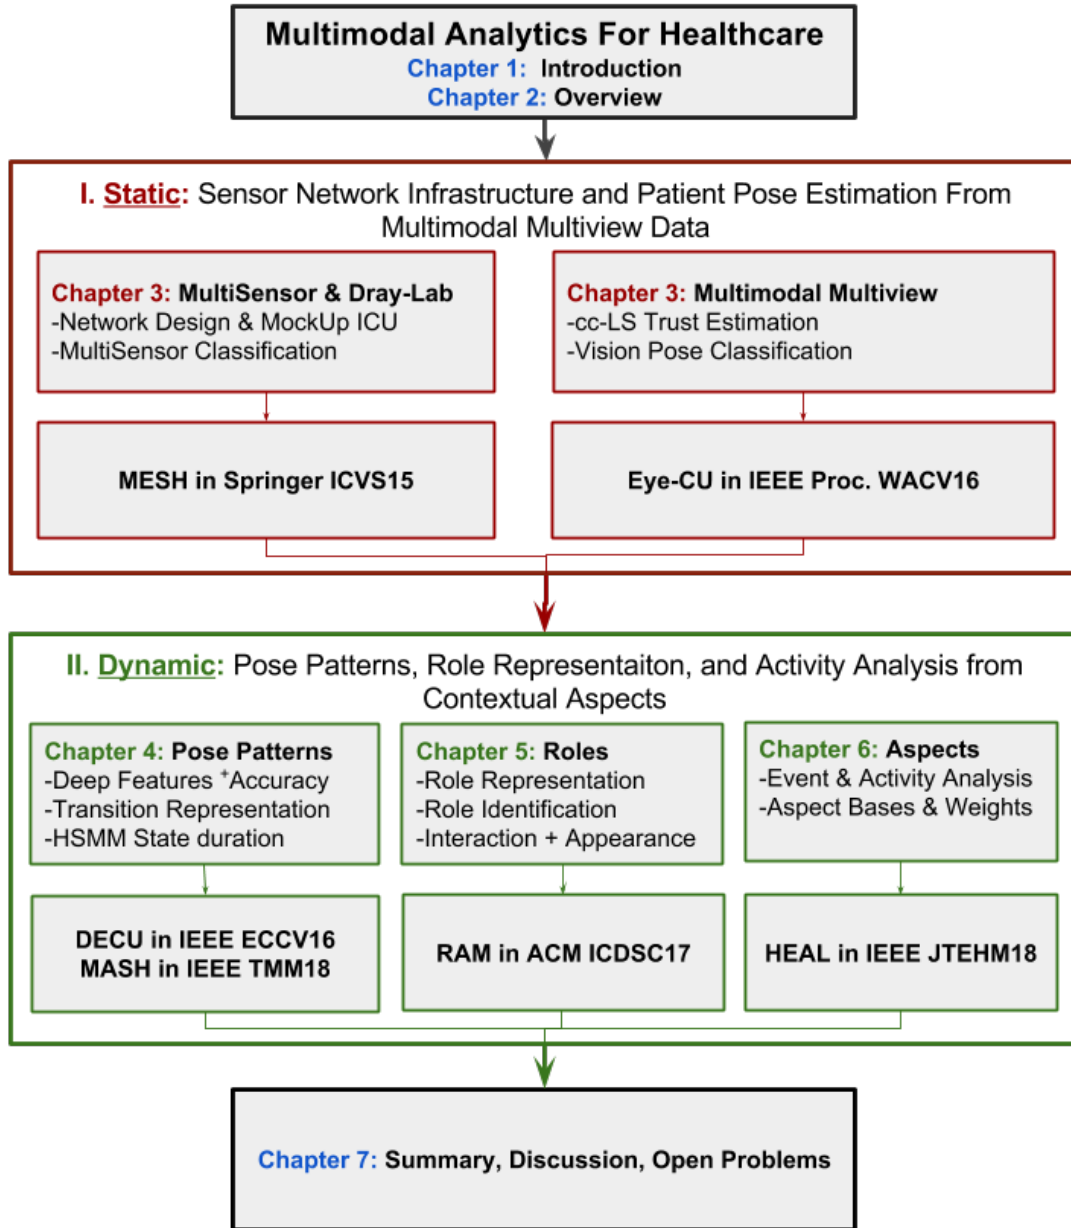 Multimodal Analytics For Healthcare
Chapter 1: Introduction
Chapter 2: Overview
I. Static: Sensor Network Infrastructure and Patient Pose Estimation From
Multimodal Multiview Data
Chapter 3: MultiSensor & Dray-Lab
-Network Design & MockUp ICU
-MultiSensor Classification
Chapter 3: Multimodal Multiview
-cc-LS Trust Estimation
-Vision Pose Classification
MESH in Springer ICVS15
Eye-CU in IEEE Proc. WACV16
II. Dynamic: Pose Patterns, Role Representaiton, and Activity Analysis from
Contextual Aspects
Chapter 4: Pose Patterns
-Deep Features +Accuracy
-Transition Representation
-HSMM State duration
Chapter 5: Roles
-Role Representation
-Role Identification
-Interaction + Appearance
Chapter 6: Aspects
-Event & Activity Analysis
-Aspect Bases & Weights
DECU in IEEE ECCV16
MASH in IEEE TMM18
RAM in ACM ICDSC17
HEAL in IEEE JTEHM18
Chapter 7: Summary, Discussion, Open Problems